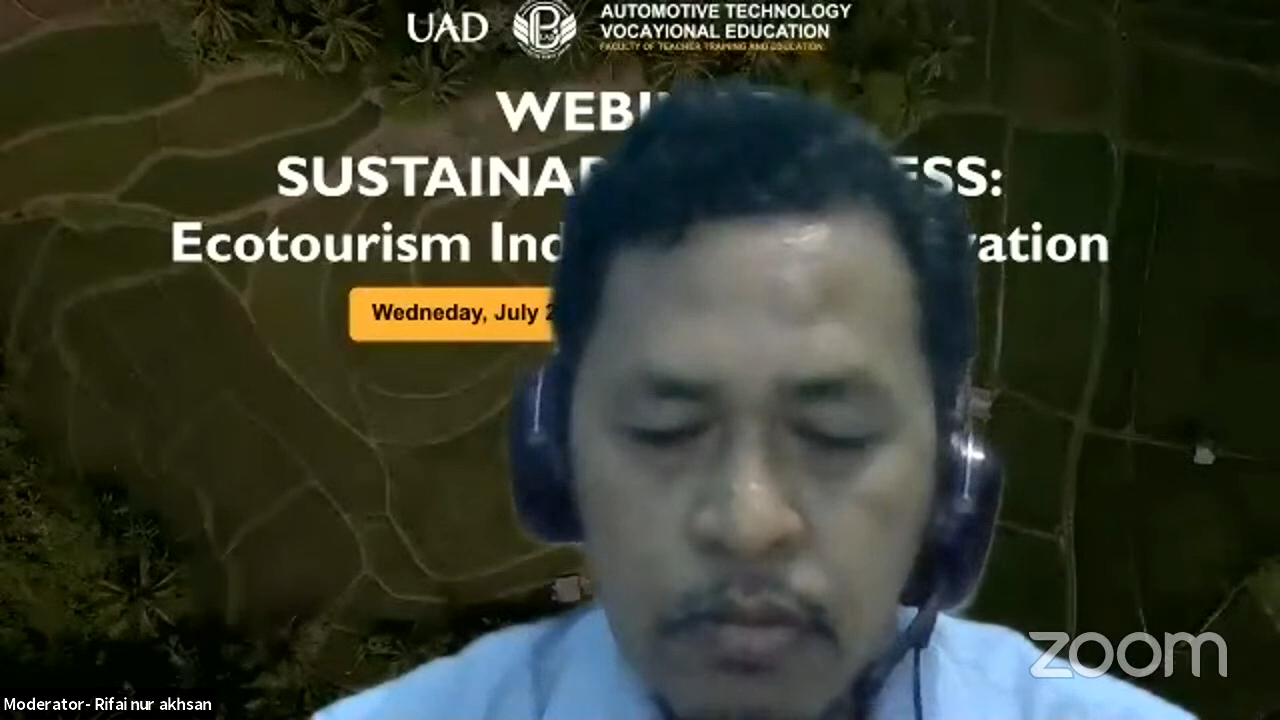 UAD
AUTOMOTIVE TECHNOLOGY
VOCAYIONAL EDUCATION
FACULTY OF TEACHER TRAINING AND EDUCATION
WEBI
SUSTAINA ESS:
Ecotourism Ind vation
Wedneday, July 2
zoom
Moderator- Rifai nur akhsan